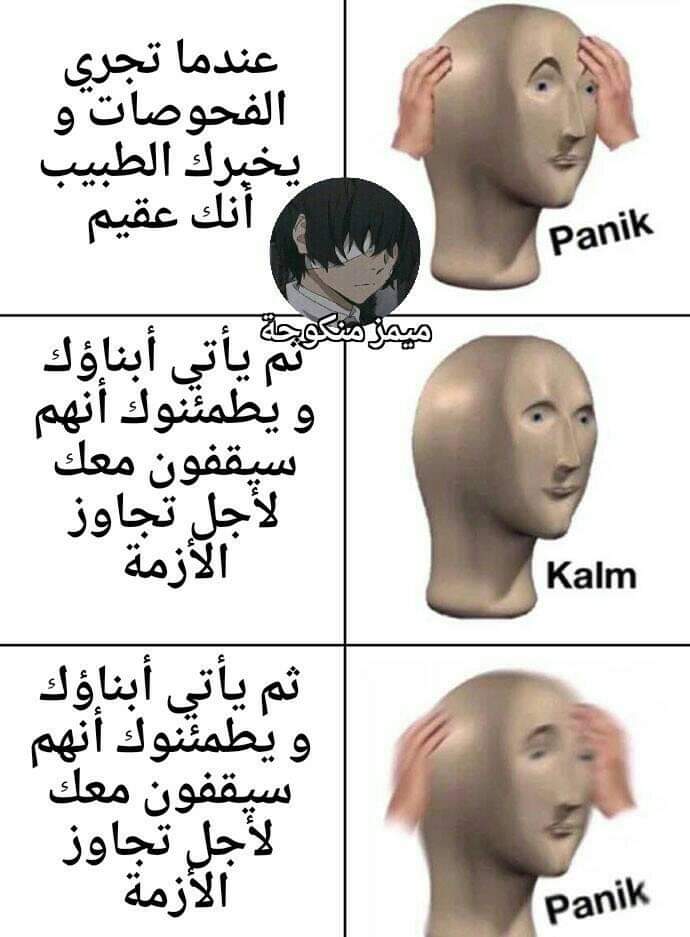 عندما تجري
الفحوصات و
يخبرك الطبيب
أنك عقيم
Panik
ميمز منكوحة
ثم يأتي أبناؤك
و يطمئنوك أنهم
سيقفون معك
لأجل تجاوز
الأزمة
Kalm
ثم يأتي أبناؤك
و يطمئنوك أنهم
سيقفون معك
لأجل تجاوز
الأزمة
Panik